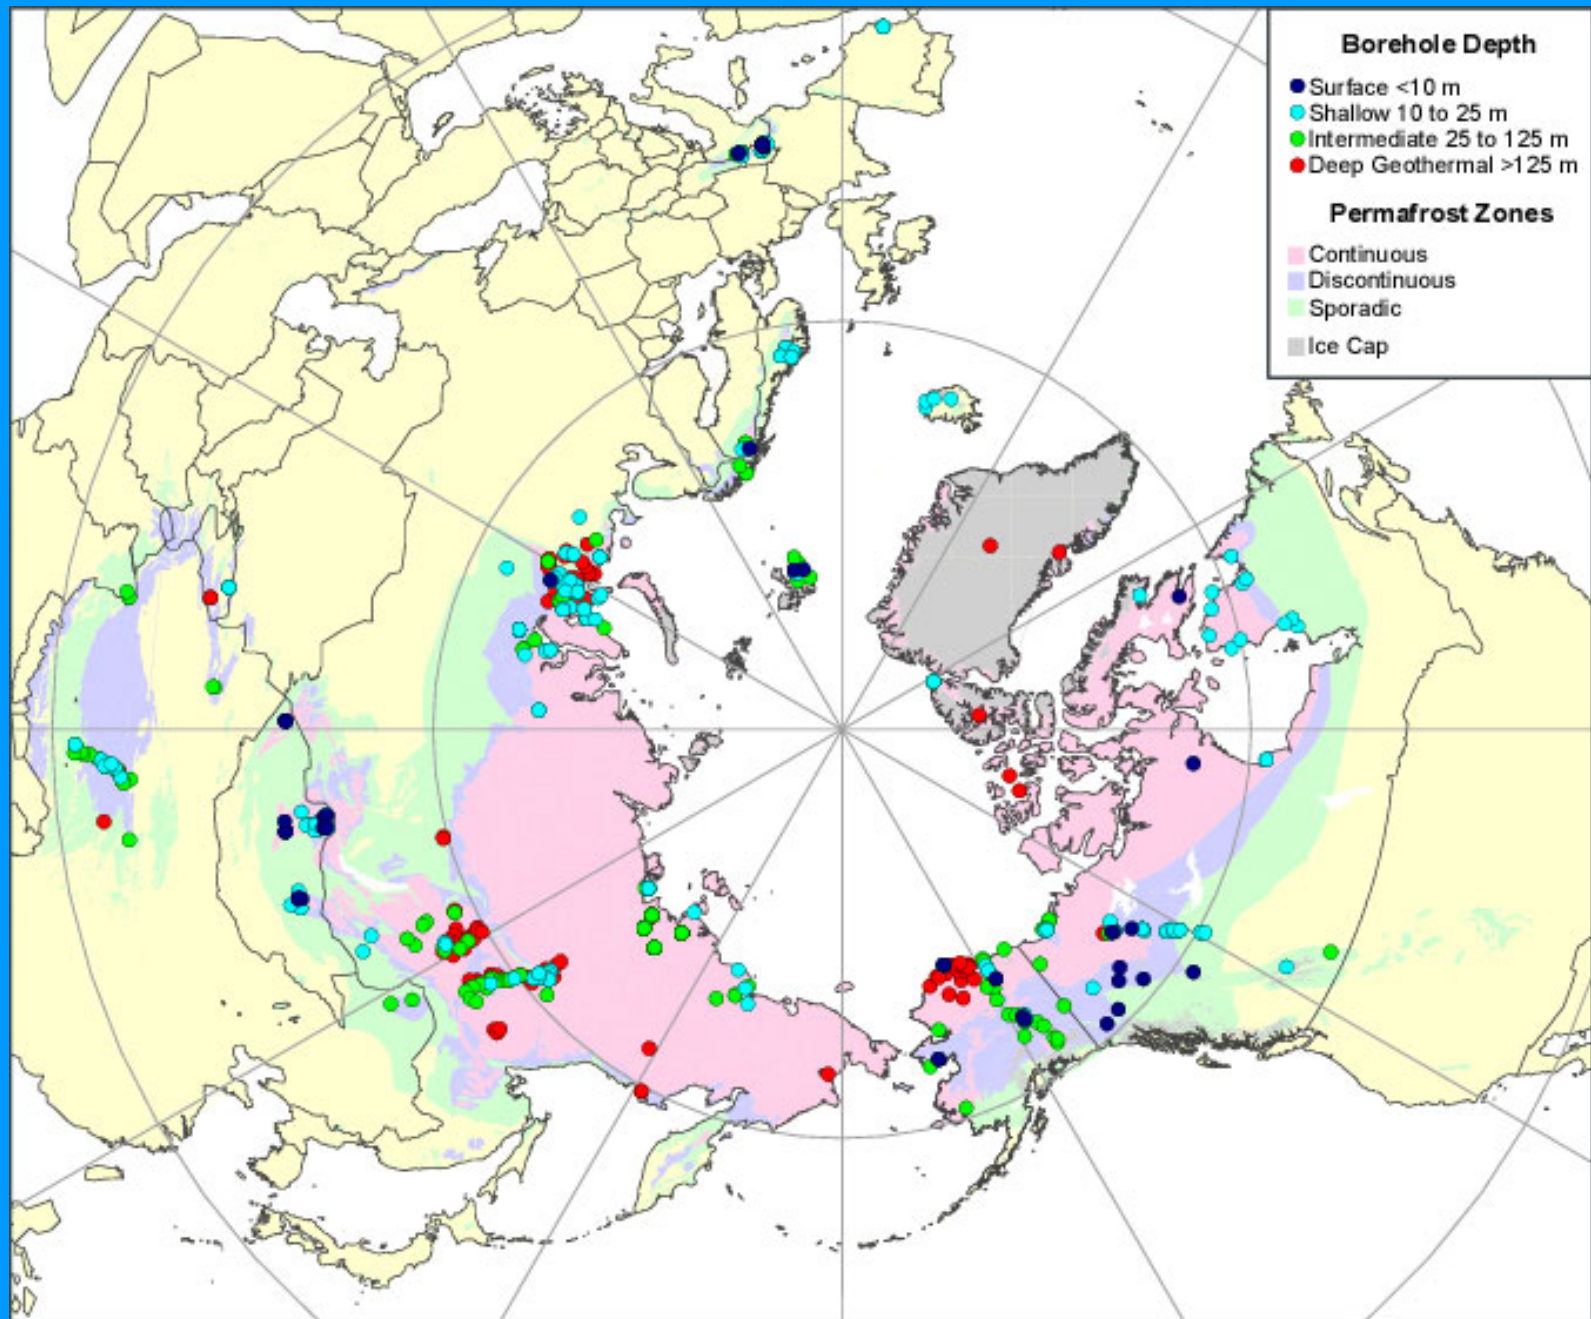 Borehole Depth
Surface <10 m
Shallow 10 to 25 m
Intermediate 25 to 125 m
Deep Geothermal >125 m
Permafrost Zones
Continuous
Discontinuous
Sporadic
Ice Cap